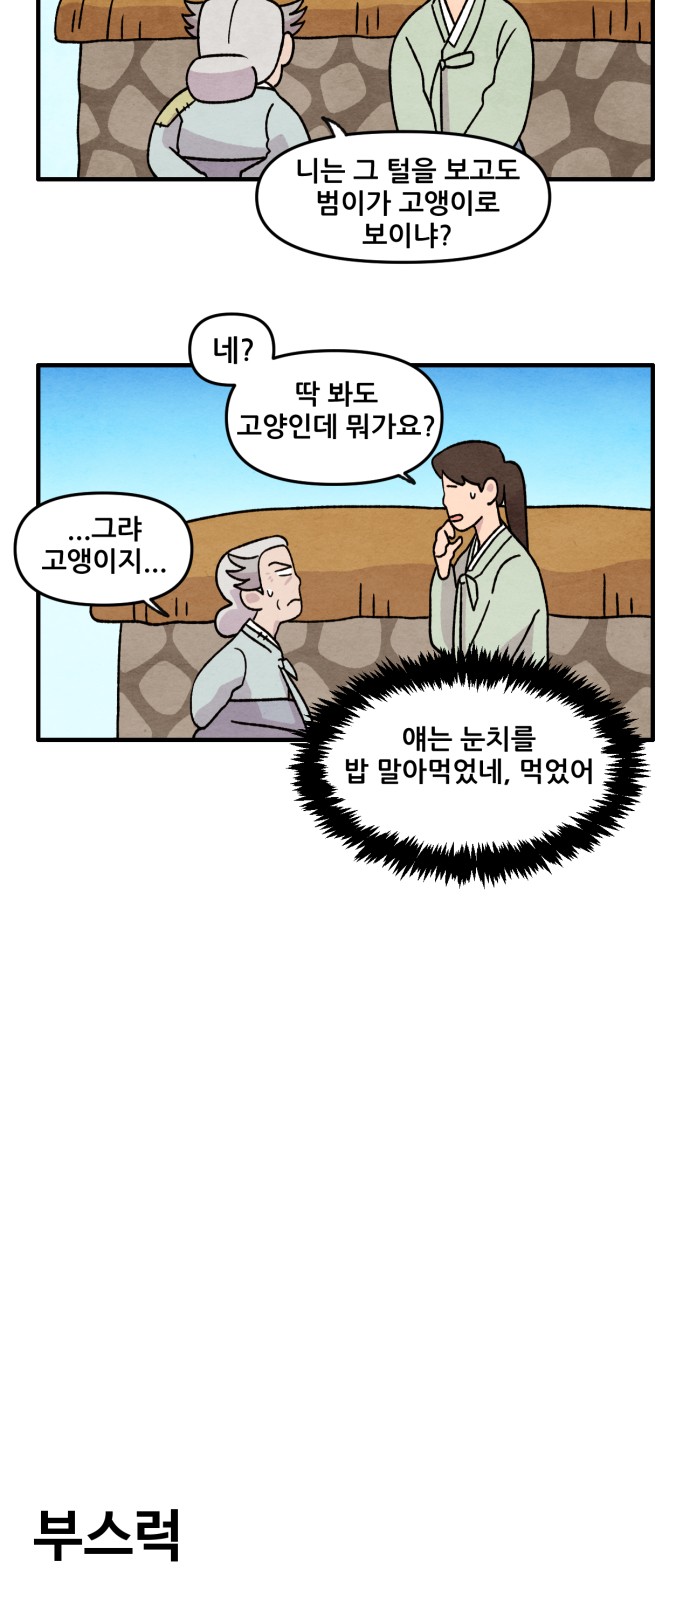 니는 그 털을 보고도
범이가 고앵이로
보이냐?
네?
딱 봐도
고양인데 뭐가요?
...그랴
고앵이지...
얘는 눈치를
밥 말아먹었네, 먹었어
부스럭